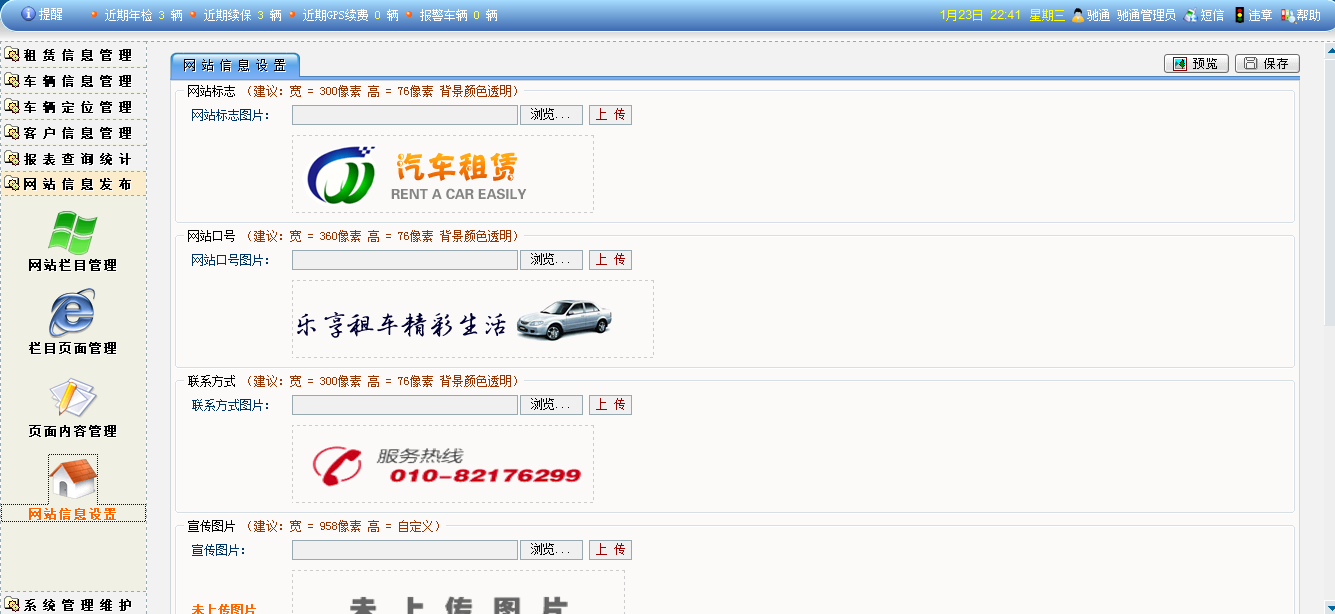 提醒 近期年检 3 辆 近期续保 3 辆 近期GPS续费 0 辆 报警车辆 0 辆 1月23日 22:41 星期三 驰通 驰通管理员 短信 违章 帮助
租赁信息管理
车辆信息管理
车辆定位管理
客户信息管理
报表查询统计
网站信息发布
网站栏目管理
栏目页面管理
页面内容管理
网站信息设置
系统管理维护
网站信息设置 预览 保存
网站标志 （建议：宽 = 300像素 高 = 76像素 背景颜色透明）
网站标志图片： 浏览... 上 传
汽车租赁
RENT A CAR EASILY
网站口号 （建议：宽 = 360像素 高 = 76像素 背景颜色透明）
网站口号图片： 浏览... 上 传
乐享租车精彩生活
联系方式 （建议：宽 = 300像素 高 = 76像素 背景颜色透明）
联系方式图片： 浏览... 上 传
服务热线
010-82176299
宣传图片 （建议：宽 = 958像素 高 = 自定义）
宣传图片： 浏览... 上 传
未上传图片 未上传图片